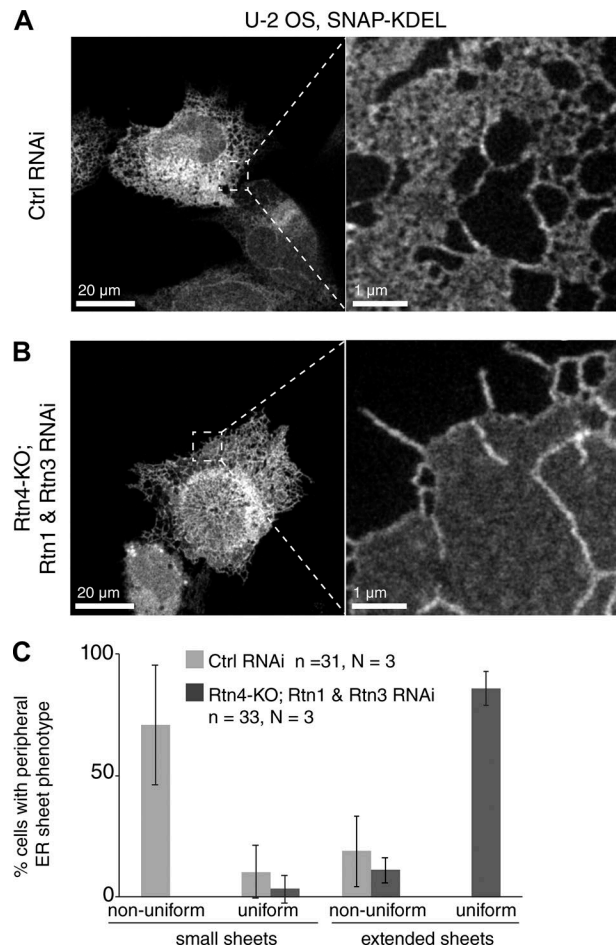 A
U-2 OS, SNAP-KDEL
Ctrl RNAi
20 µm
1 µm
B
Rtn4-KO;
Rtn1 & Rtn3 RNAi
20 µm
1 µm
C
% cells with peripheral
ER sheet phenotype
100
50
0
Ctrl RNAi n =31, N = 3
Rtn4-KO; Rtn1 & Rtn3 RNAi
n = 33, N = 3
non-uniform uniform non-uniform uniform
small sheets extended sheets